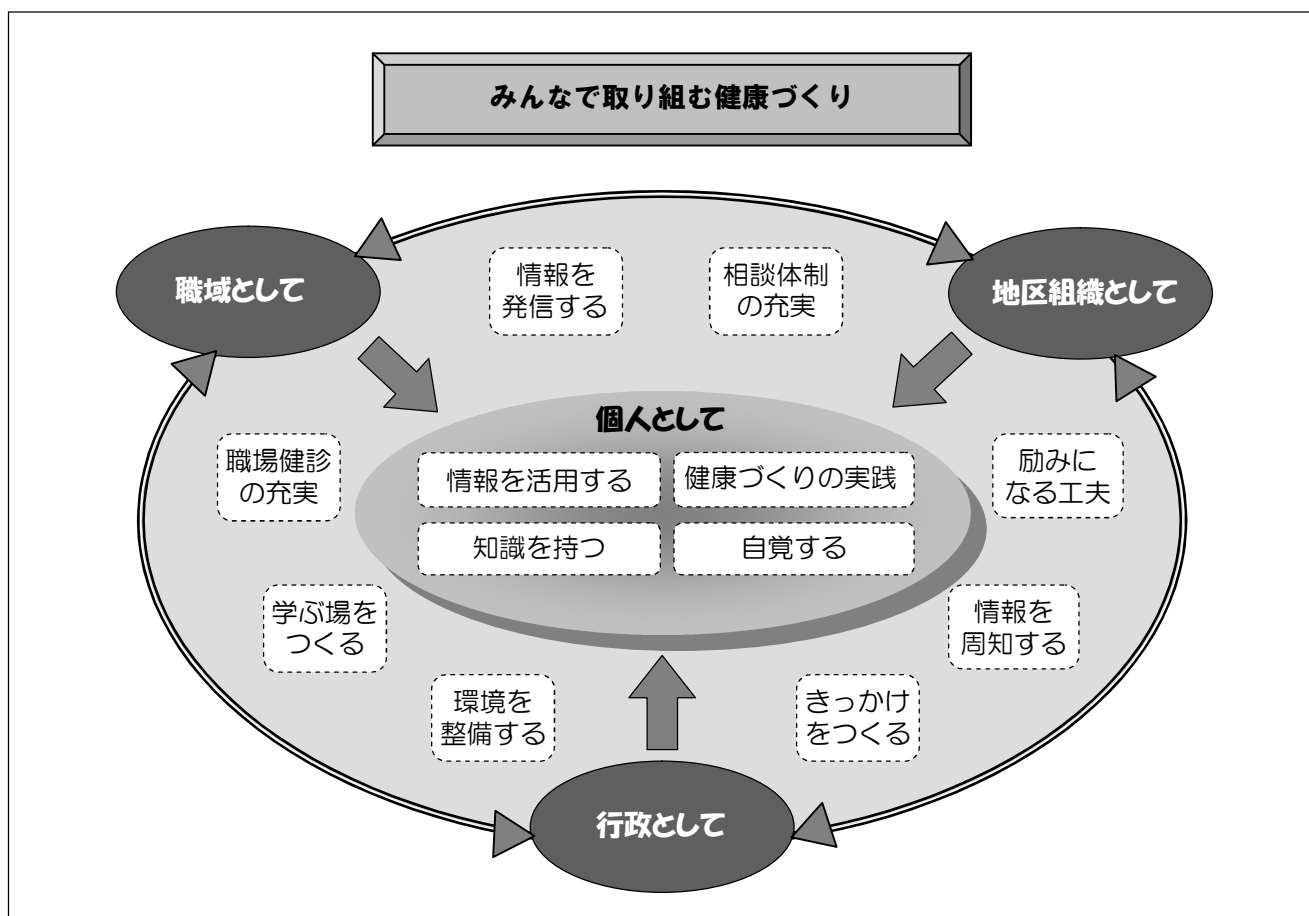 みんなで取り組む健康づくり
職域として
情報を
発信する
相談体制
の充実
地区組織として
個人として
情報を活用する
健康づくりの実践
知識を持つ
自覚する
職場健診
の充実
励みに
なる工夫
学ぶ場を
つくる
情報を
周知する
環境を
整備する
きっかけ
をつくる
行政として